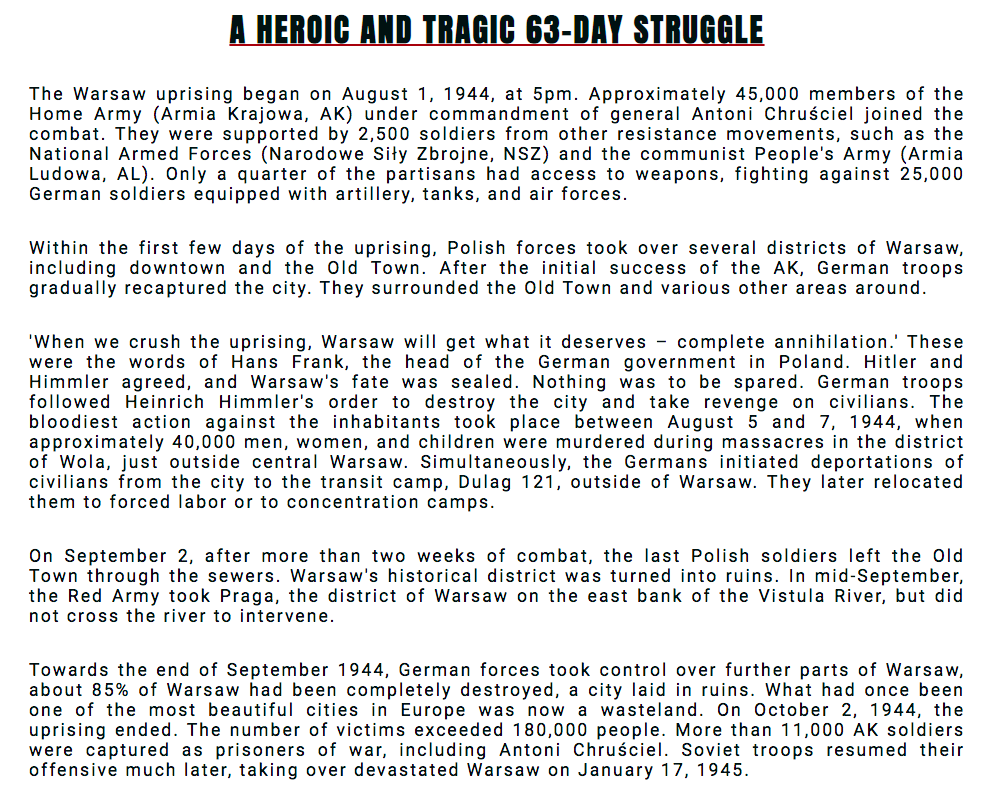 A HEROIC AND TRAGIC 63-DAY STRUGGLE
The Warsaw uprising began on August 1, 1944, at 5pm. Approximately 45,000 members of the
Home Army (Armia Krajowa, AK) under commandment of general Antoni Chruściel joined the
combat. They were supported by 2,500 soldiers from other resistance movements, such as the
National Armed Forces (Narodowe Siły Zbrojne, NSZ) and the communist People's Army (Armia
Ludowa, AL). Only a quarter of the partisans had access to weapons, fighting against 25,000
German soldiers equipped with artillery, tanks, and air forces.
Within the first few days of the uprising, Polish forces took over several districts of Warsaw,
including downtown and the Old Town. After the initial success of the AK, German troops
gradually recaptured the city. They surrounded the Old Town and various other areas around.
'When we crush the uprising, Warsaw will get what it deserves – complete annihilation.' These
were the words of Hans Frank, the head of the German government in Poland. Hitler and
Himmler agreed, and Warsaw's fate was sealed. Nothing was to be spared. German troops
followed Heinrich Himmler's order to destroy the city and take revenge on civilians. The
bloodiest action against the inhabitants took place between August 5 and 7, 1944, when
approximately 40,000 men, women, and children were murdered during massacres in the district
of Wola, just outside central Warsaw. Simultaneously, the Germans initiated deportations of
civilians from the city to the transit camp, Dulag 121, outside of Warsaw. They later relocated
them to forced labor or to concentration camps.
On September 2, after more than two weeks of combat, the last Polish soldiers left the Old
Town through the sewers. Warsaw's historical district was turned into ruins. In mid-September,
the Red Army took Praga, the district of Warsaw on the east bank of the Vistula River, but did
not cross the river to intervene.
Towards the end of September 1944, German forces took control over further parts of Warsaw,
about 85% of Warsaw had been completely destroyed, a city laid in ruins. What had once been
one of the most beautiful cities in Europe was now a wasteland. On October 2, 1944, the
uprising ended. The number of victims exceeded 180,000 people. More than 11,000 AK soldiers
were captured as prisoners of war, including Antoni Chruściel. Soviet troops resumed their
offensive much later, taking over devastated Warsaw on January 17, 1945.